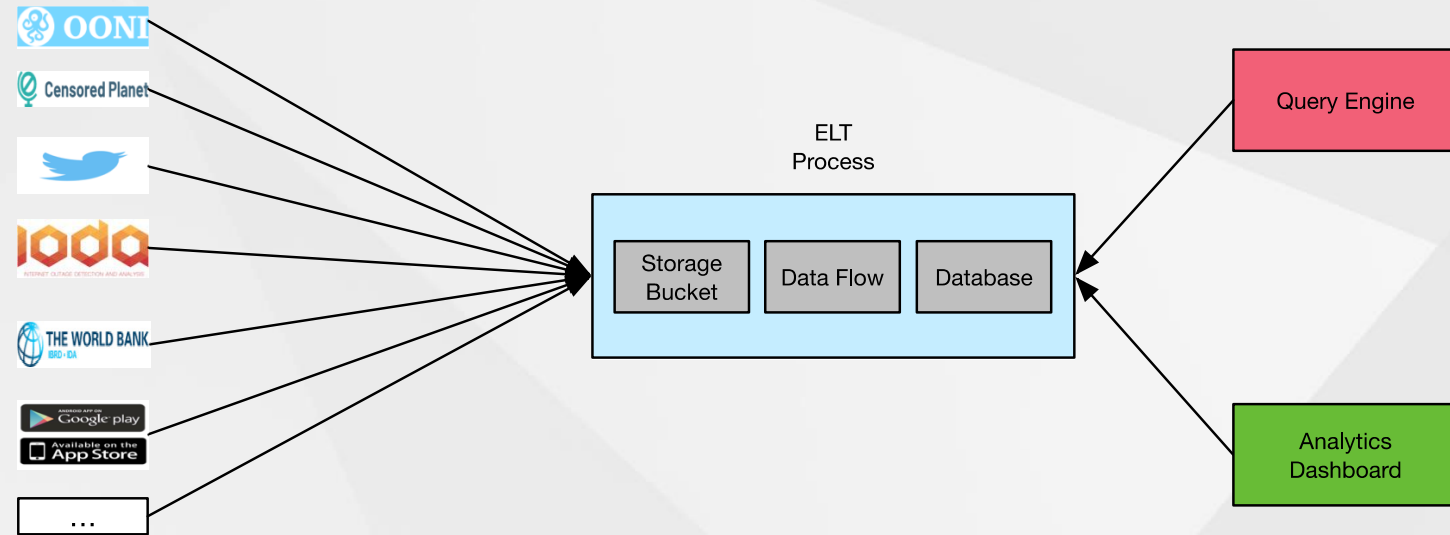 OONI
Censored Planet
ioda
INTERNET OUTAGE DETECTION AND ANALYSIS
THE WORLD BANK
IBRD • IDA
ANDROID APP ON
Google play
Available on the
App Store
...
ELT
Process
Storage
Bucket
Data Flow
Database
Query Engine
Analytics
Dashboard